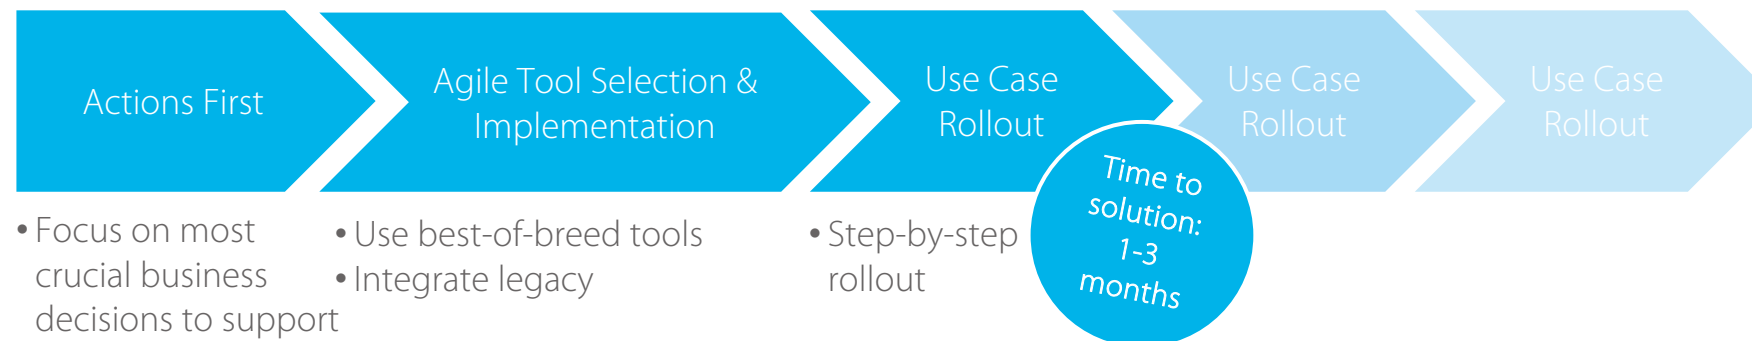 Actions First
Agile Tool Selection &
Implementation
Use Case
Rollout
Use Case
Rollout
Use Case
Rollout
• Focus on most
crucial business
decisions to support
• Use best-of-breed tools
• Integrate legacy
• Step-by-step
rollout
Time to
solution:
1-3
months